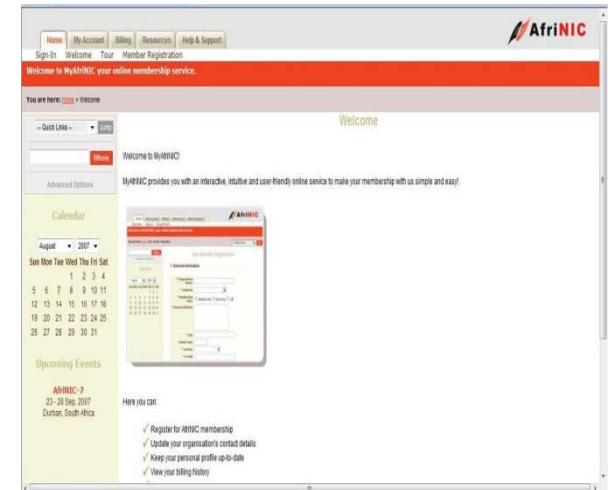 AfriNIC
Home My Account Billing Resources Help & Support
Sign-In Welcome Tour Member Registration
Welcome to MyAfriNIC your online membership service.
You are here: Home > Welcome
-- Quick Links -- Jump
Whois
Advanced Options
Calendar
August 2007
Sun Mon Tue Wed Thu Fri Sat
1 2 3 4
5 6 7 8 9 10 11
12 13 14 15 16 17 18
19 20 21 22 23 24 25
26 27 28 29 30 31
Upcoming Events
AfriNIC-7
23 - 28 Sep, 2007
Durban, South Africa
Welcome
Welcome to MyAfriNIC!
MyAfriNIC provides you with an interactive, intuitive and user-friendly online service to make your membership with us simple and easy!
AfriNIC
Here you can:
Register for AfriNIC membership
Update your organisation's contact details
Keep your personal profile up-to-date
View your billing history